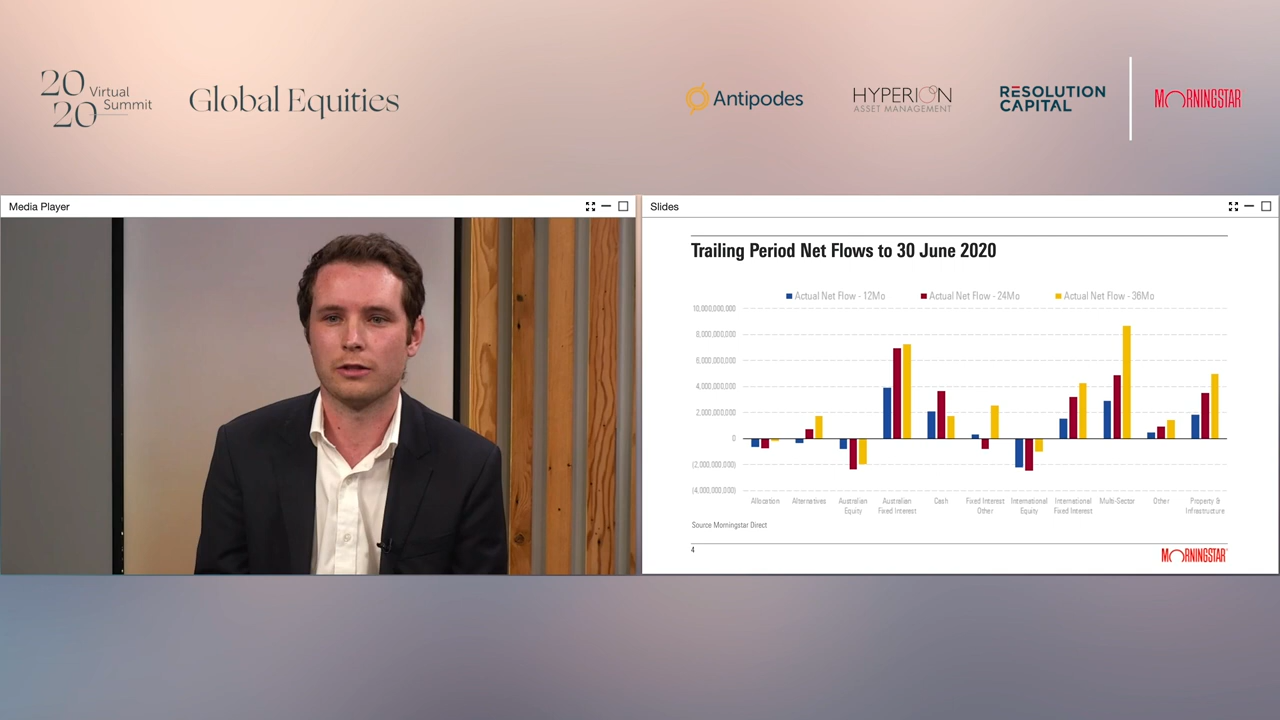 20
20
Virtual
Summit
Global Equities
Antipodes
HYPERION
ASSET MANAGEMENT
RESOLUTION
CAPITAL
MORNINGSTAR
Media Player
Slides
Trailing Period Net Flows to 30 June 2020
Actual Net Flow - 12Mo
Actual Net Flow - 24Mo
Actual Net Flow - 36Mo
10,000,000,000
8,000,000,000
6,000,000,000
4,000,000,000
2,000,000,000
0
(2,000,000,000)
(4,000,000,000)
Allocation
Alternatives
Australian
Equity
Australian
Fixed Interest
Cash
Fixed Interest
Other
International
Equity
International
Fixed Interest
Multi-Sector
Other
Property &
Infrastructure
Source Morningstar Direct
4
MORNINGSTAR